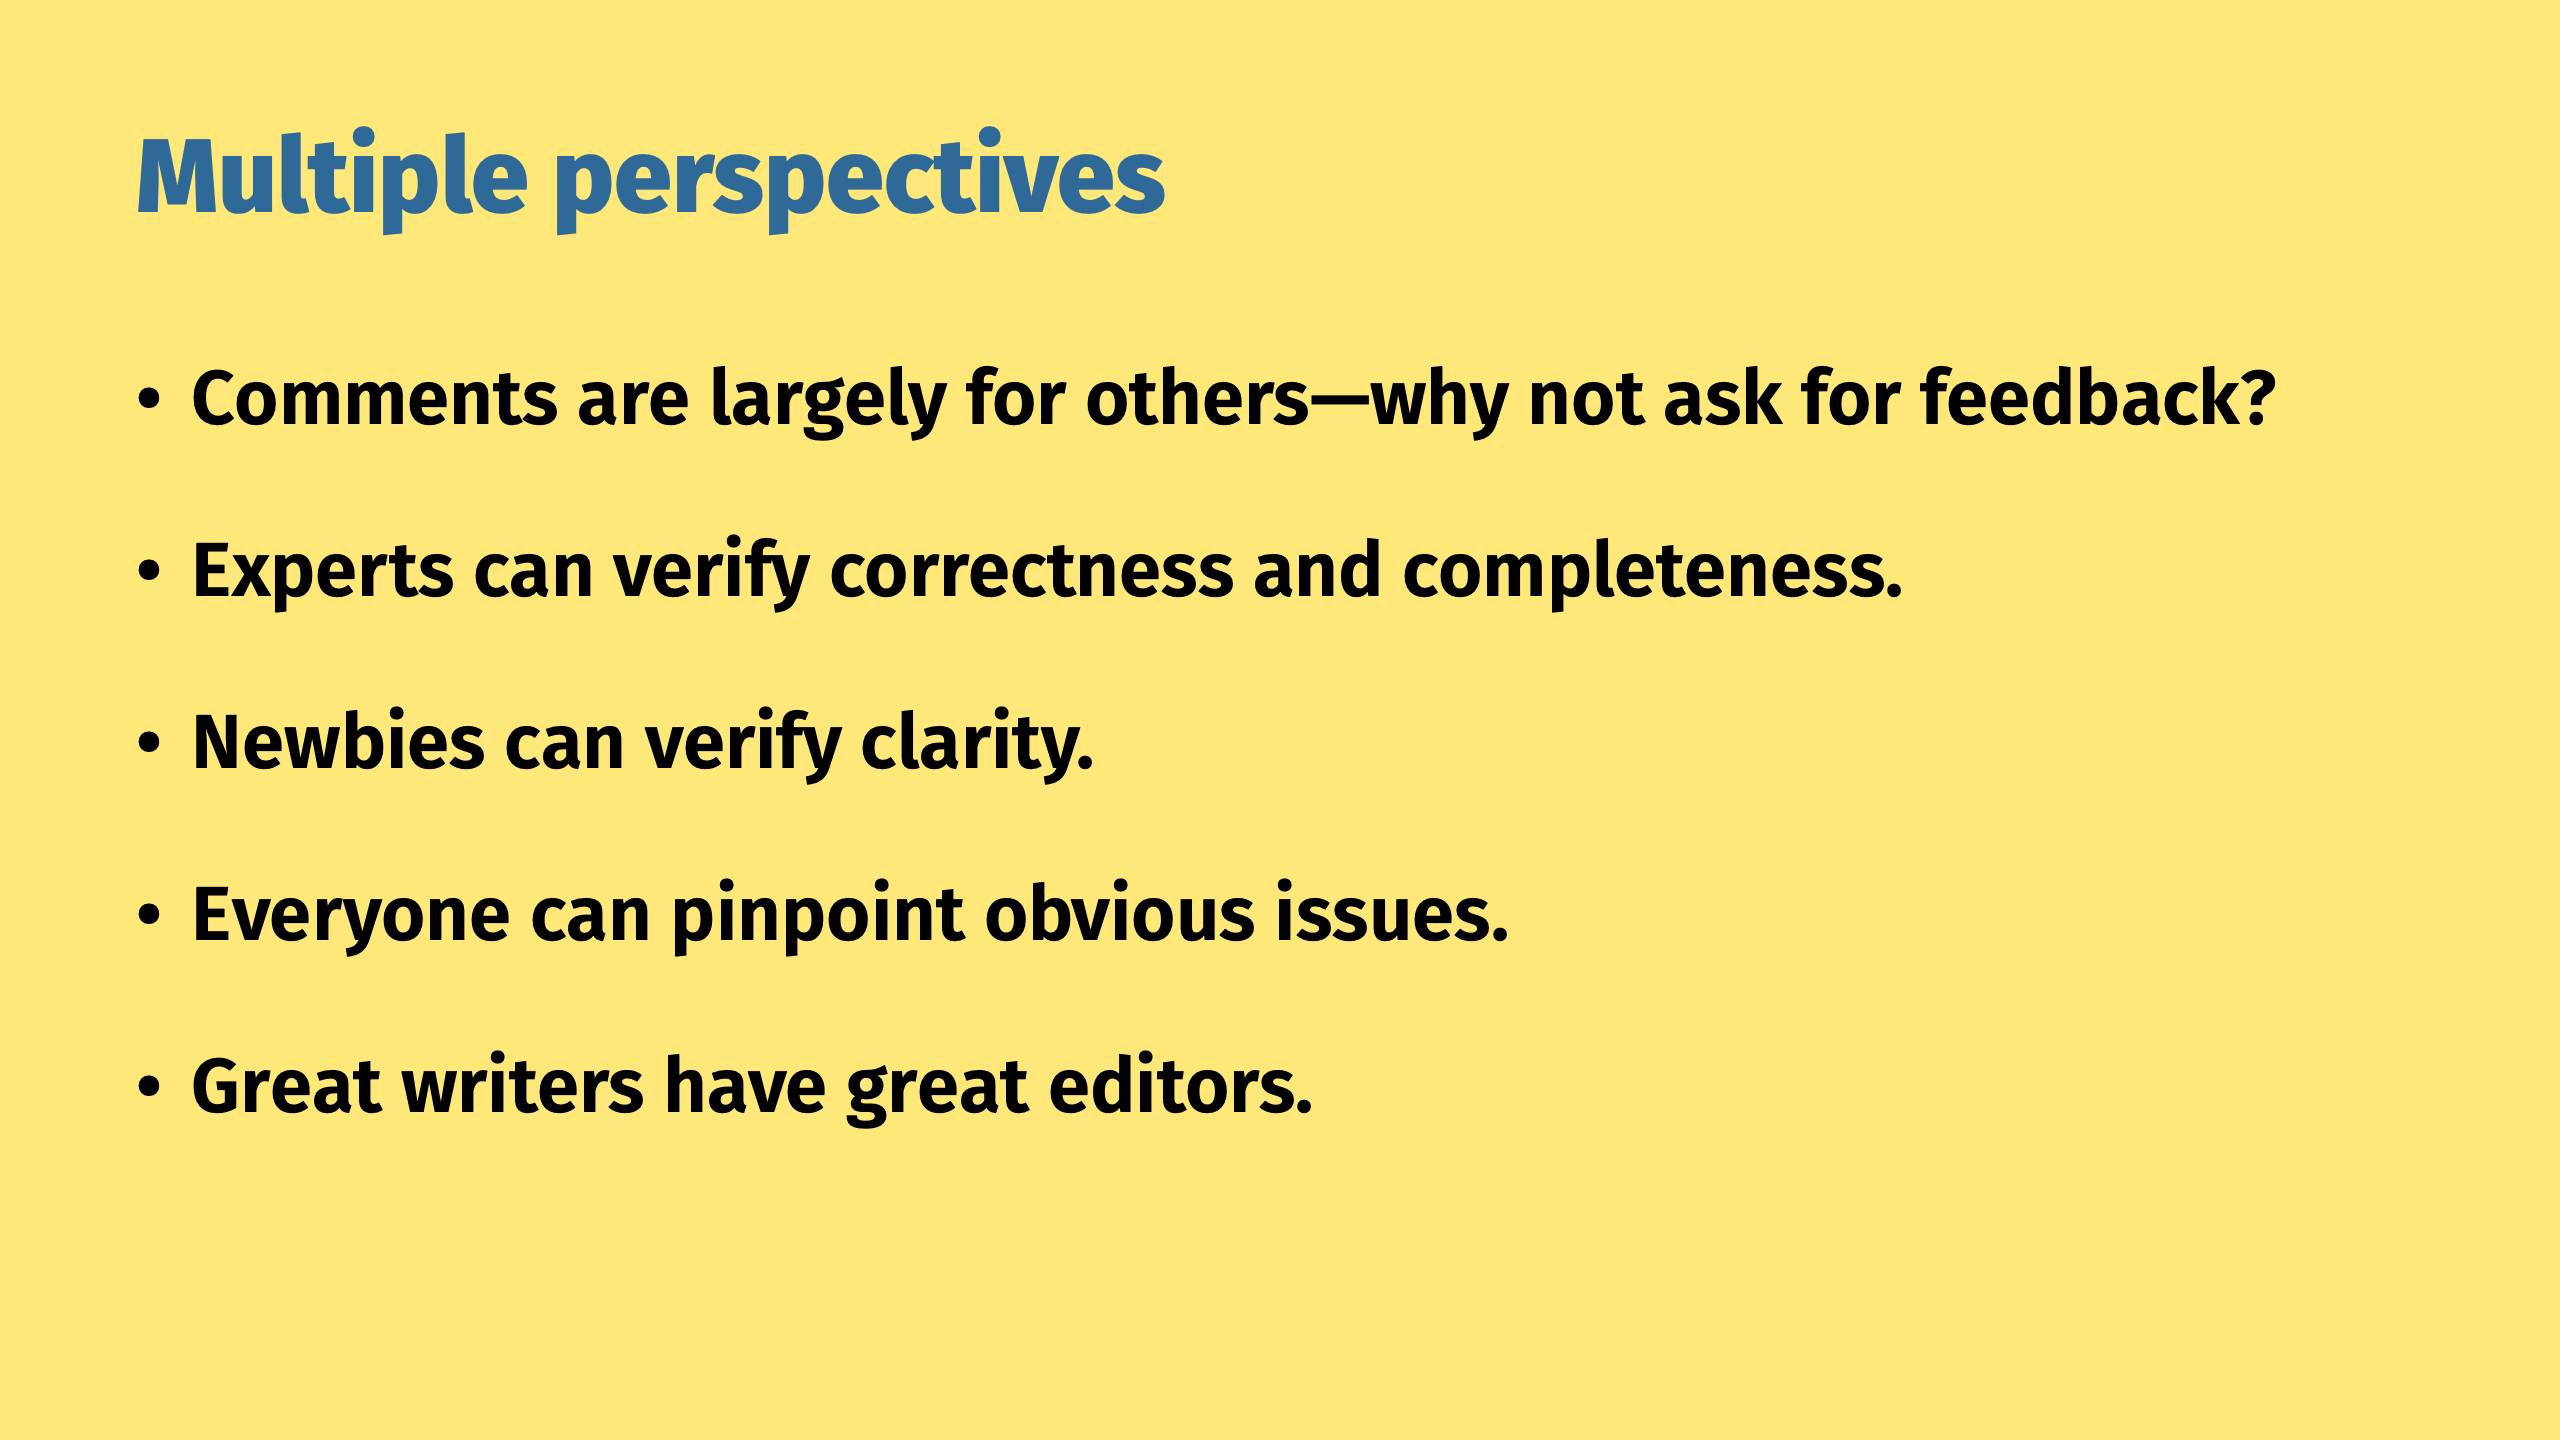 Multiple perspectives
• Comments are largely for others—why not ask for feedback?
• Experts can verify correctness and completeness.
• Newbies can verify clarity.
• Everyone can pinpoint obvious issues.
• Great writers have great editors.